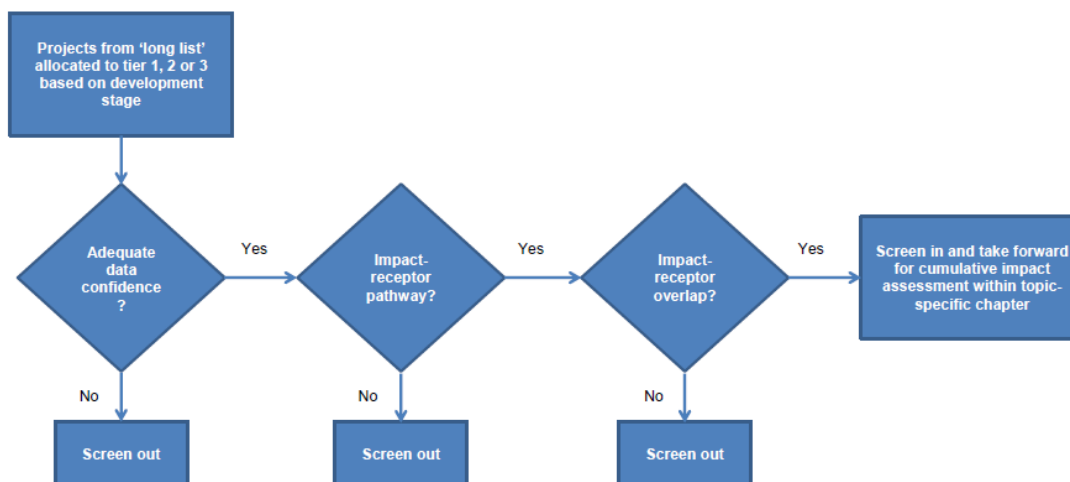 Projects from ‘long list’
allocated to tier 1, 2 or 3
based on development
stage
Adequate
data
confidence
?
Yes
Impact-
receptor
pathway?
Yes
Impact-
receptor
overlap?
Yes
Screen in and take forward
for cumulative impact
assessment within topic-
specific chapter
No
No
No
Screen out
Screen out
Screen out